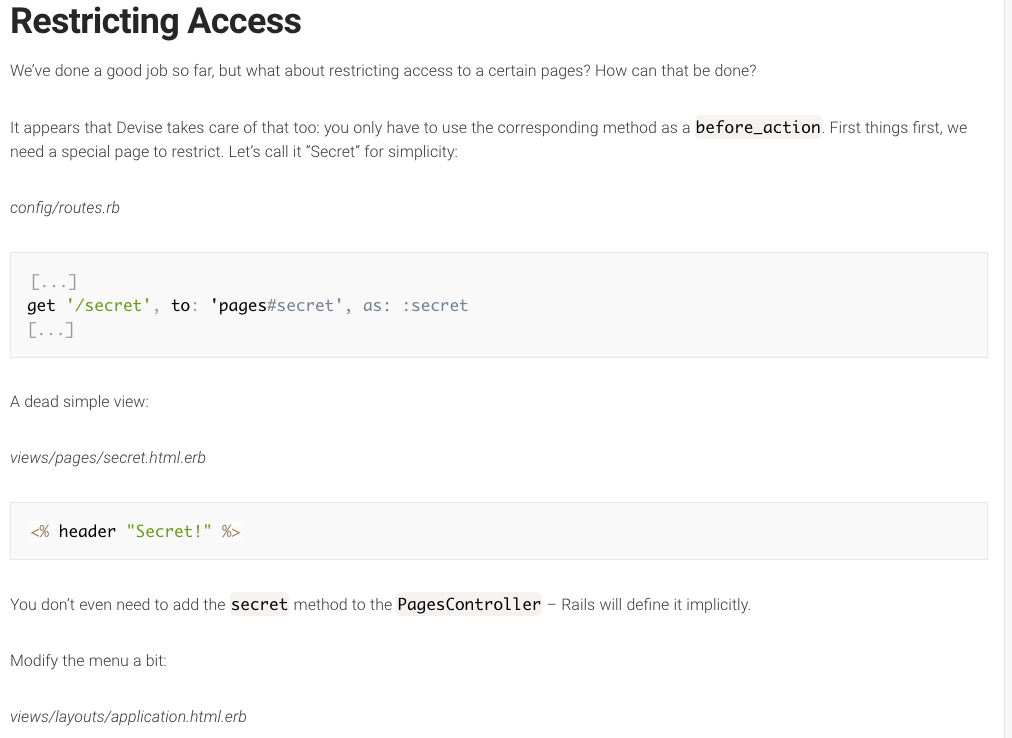 Restricting Access
We’ve done a good job so far, but what about restricting access to a certain pages? How can that be done?
It appears that Devise takes care of that too: you only have to use the corresponding method as a before_action. First things first, we
need a special page to restrict. Let’s call it “Secret“ for simplicity:
config/routes.rb
[...]
get '/secret', to: 'pages#secret', as: :secret
[...]
A dead simple view:
views/pages/secret.html.erb
<% header "Secret!" %>
You don’t even need to add the secret method to the PagesController – Rails will define it implicitly.
Modify the menu a bit:
views/layouts/application.html.erb